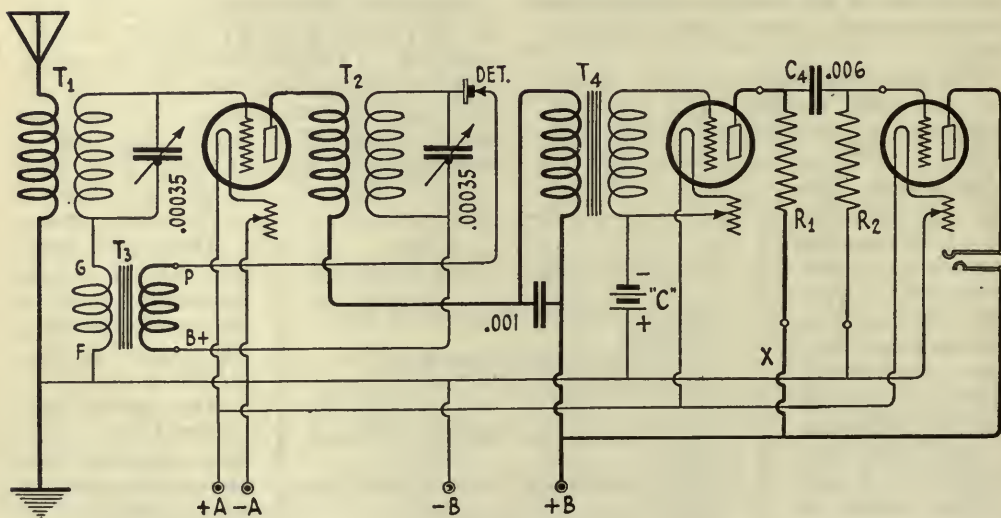 T1
T2
DET.
T4
C4 .006
.00035
.00035
R1
R2
G
T3
P
F
B+
.001
-
"C"
+
X
+A -A
-B
+B